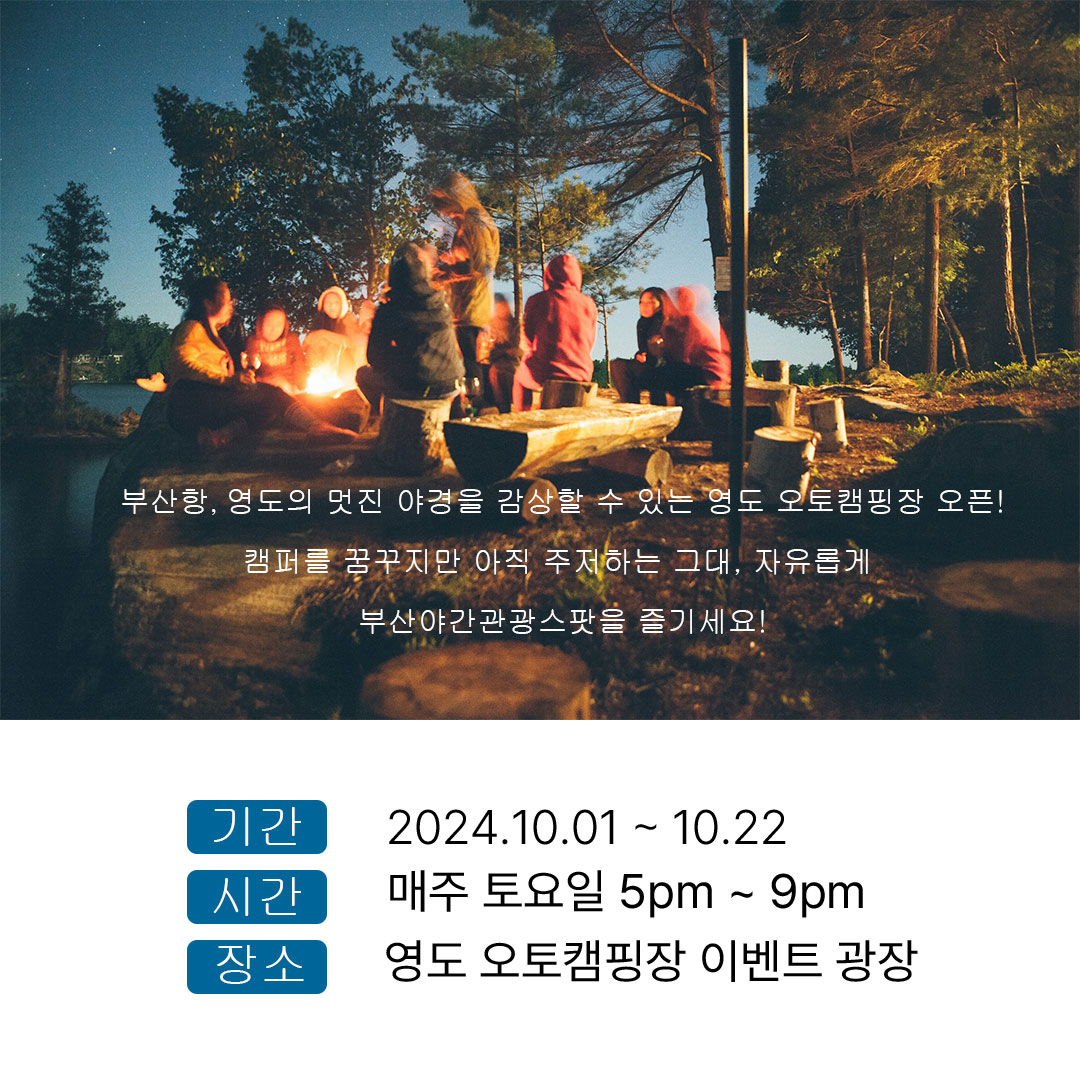 부산항, 영도의 멋진 야경을 감상할 수 있는 영도 오토캠핑장 오픈!
캠퍼를 꿈꾸지만 아직 주저하는 그대, 자유롭게
부산야간관광스팟을 즐기세요!
기간 2024.10.01 ~ 10.22
시간 매주 토요일 5pm ~ 9pm
장소 영도 오토캠핑장 이벤트 광장